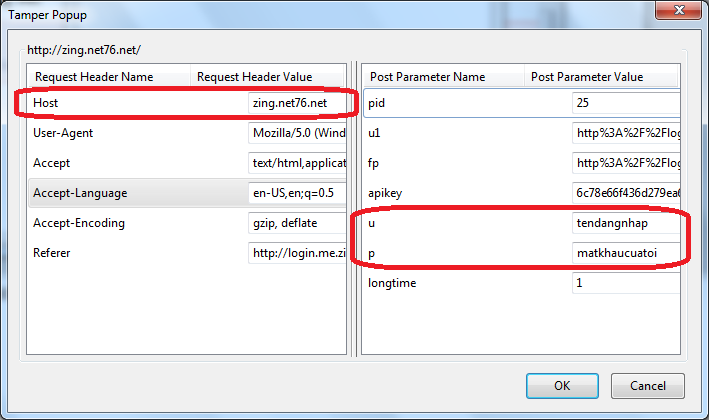 Tamper Popup
http://zing.net76.net/
Request Header Name Request Header Value
Host zing.net76.net
User-Agent Mozilla/5.0 (Wind
Accept text/html,applicat
Accept-Language en-US,en;q=0.5
Accept-Encoding gzip, deflate
Referer http://login.me.zi
Post Parameter Name Post Parameter Value
pid 25
u1 http%3A%2F%2Flog
fp http%3A%2F%2Flog
apikey 6c78e66f436d279ea6
u tendangnhap
p matkhaucuatoi
longtime 1
OK Cancel